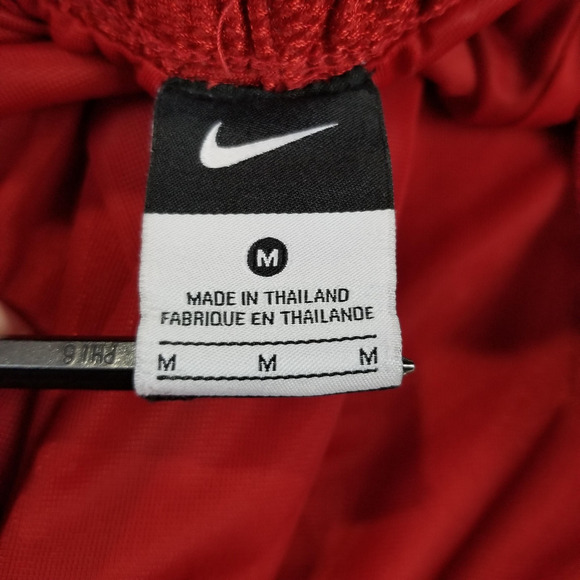 M
MADE IN THAILAND
FABRIQUE EN THAILANDE
M M M